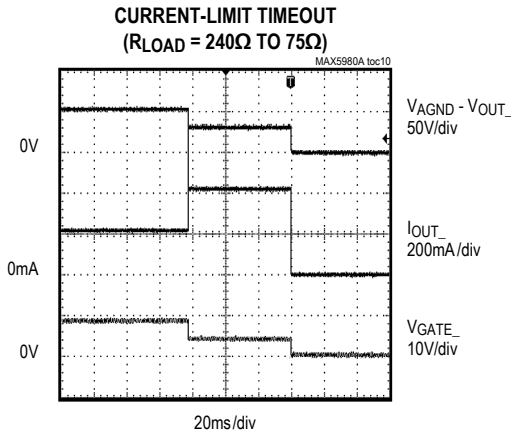 CURRENT-LIMIT TIMEOUT
(RLOAD = 240Ω TO 75Ω)
MAX5980A toc10
0V
VAGND - VOUT_
50V/div
0mA
IOUT_
200mA/div
0V
VGATE_
10V/div
20ms/div